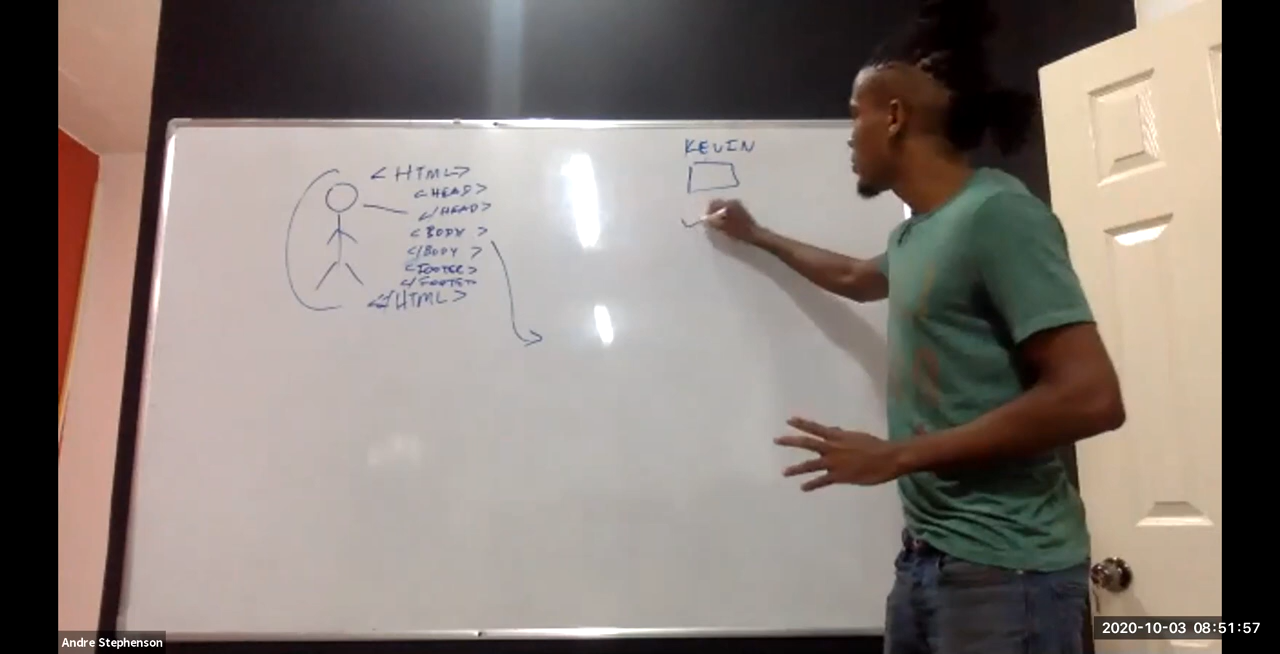 KEVIN
<HTML>
<HEAD>
</HEAD>
<BODY>
</BODY>
<FOOTER>
</FOOTER>
</HTML>
Andre Stephenson
2020-10-03 08:51:57